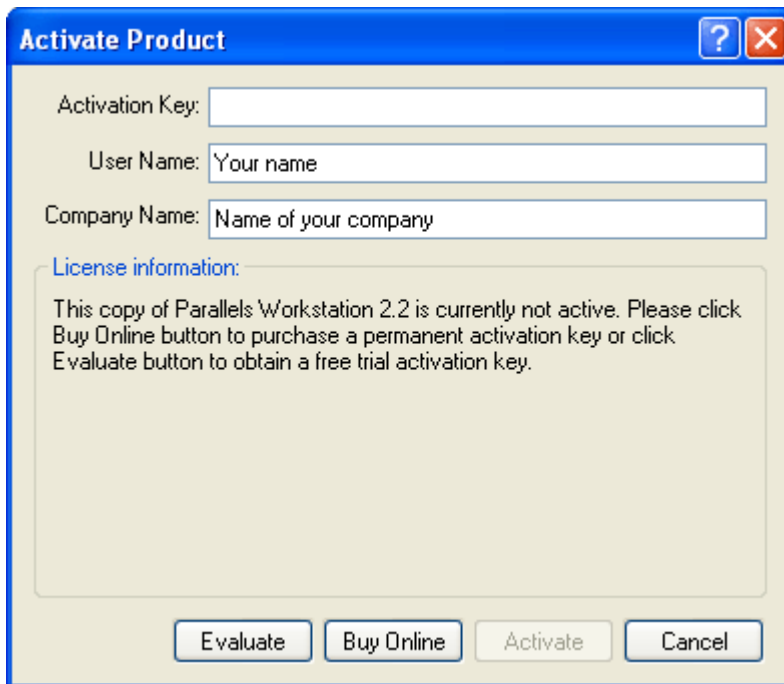 Activate Product
Activation Key:
User Name: Your name
Company Name: Name of your company
License information:
This copy of Parallels Workstation 2.2 is currently not active. Please click
Buy Online button to purchase a permanent activation key or click
Evaluate button to obtain a free trial activation key.
Evaluate Buy Online Activate Cancel